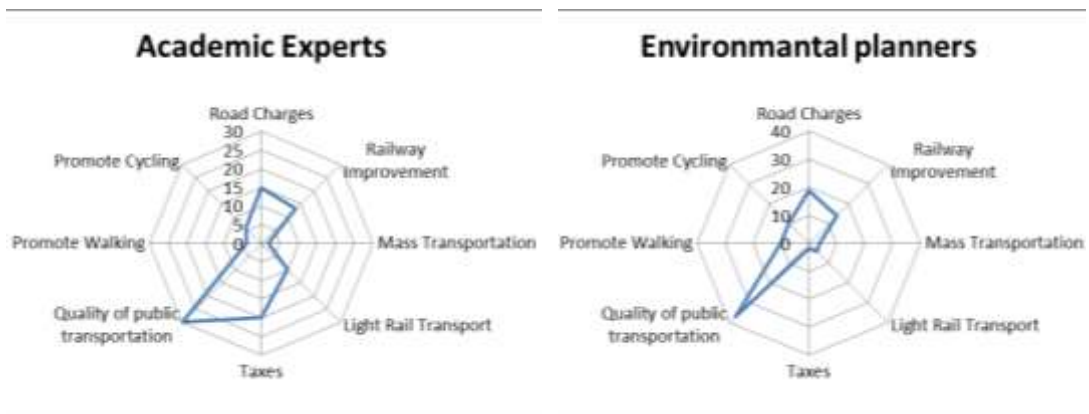 Academic Experts
Road Charges
30
25
20
15
10
5
0
Railway
Improvement
Mass Transportation
Light Rail Transport
Taxes
Quality of public
transportation
Promote Walking
Promote Cycling
Environmantal planners
Road Charges
40
30
20
10
0
Railway
Improvement
Mass Transportation
Light Rail Transport
Taxes
Quality of public
transportation
Promote Walking
Promote Cycling